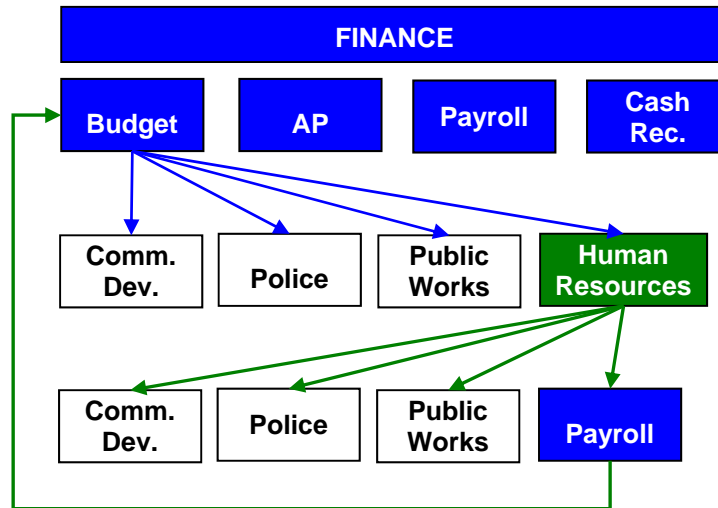 FINANCE
Budget
AP
Payroll
Cash
Rec.
Comm.
Dev.
Police
Public
Works
Human
Resources
Comm.
Dev.
Police
Public
Works
Payroll